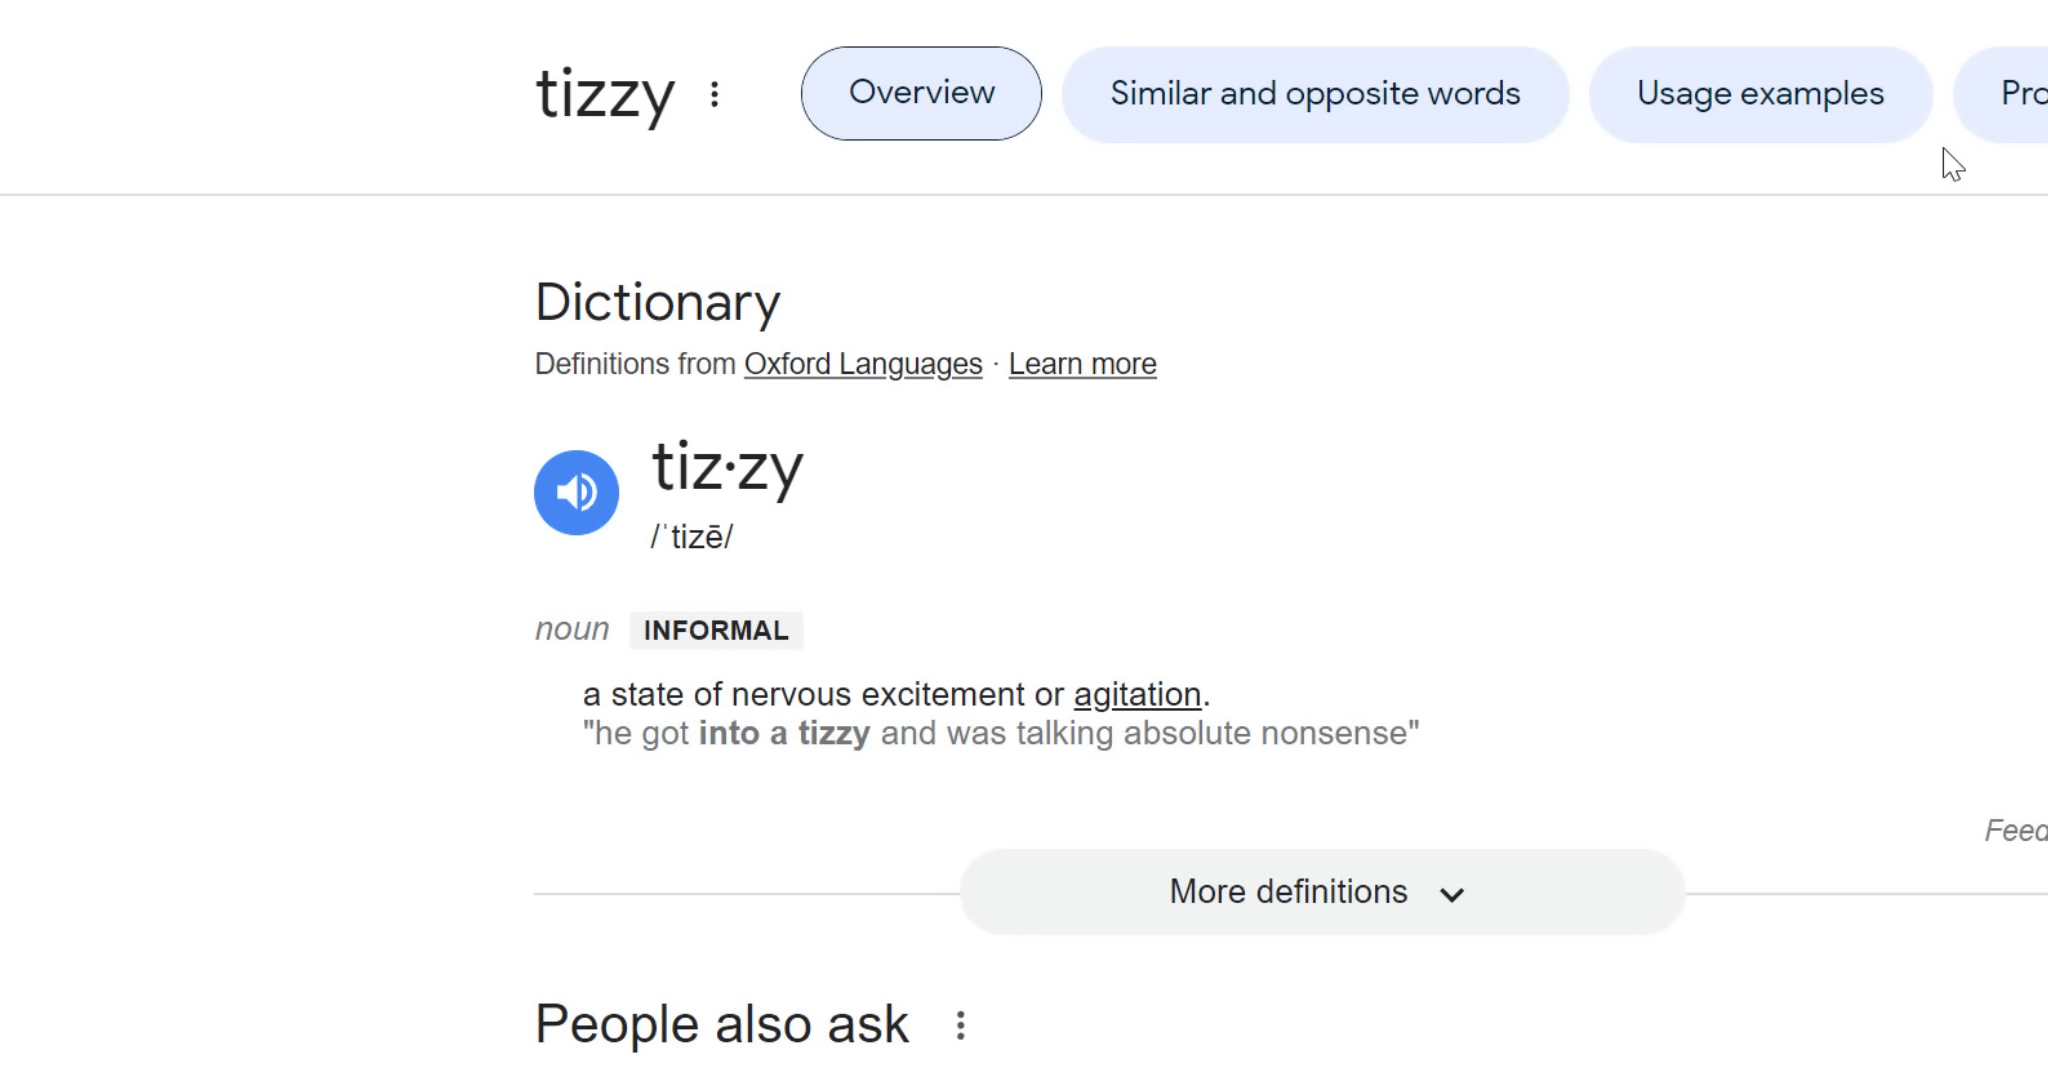 tizzy
Overview
Similar and opposite words
Usage examples
Dictionary
Definitions from Oxford Languages · Learn more
tiz·zy
/ˈtizē/
noun INFORMAL
a state of nervous excitement or agitation.
"he got into a tizzy and was talking absolute nonsense"
More definitions
People also ask